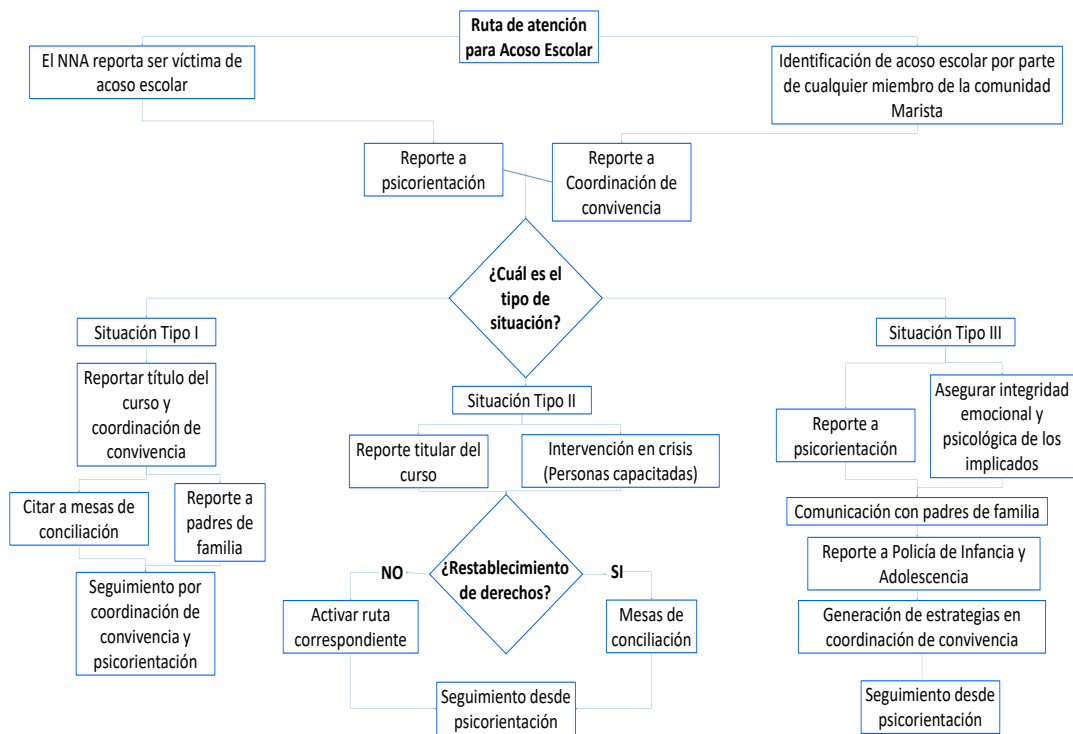 Ruta de atención
para Acoso Escolar
El NNA reporta ser víctima de
acoso escolar
Identificación de acoso escolar por parte
de cualquier miembro de la comunidad
Marista
Reporte a
psicorientación
Reporte a
Coordinación de
convivencia
¿Cuál es el
tipo de
situación?
Situación Tipo I
Reportar título del
curso y
coordinación de
convivencia
Citar a mesas de
conciliación
Reporte a
padres de
familia
Seguimiento por
coordinación de
convivencia y
psicorientación
Situación Tipo II
Reporte titular del
curso
Intervención en crisis
(Personas capacitadas)
¿Restablecimiento
de derechos?
NO
SI
Activar ruta
correspondiente
Mesas de
conciliación
Seguimiento desde
psicorientación
Situación Tipo III
Reporte a
psicorientación
Asegurar integridad
emocional y
psicológica de los
implicados
Comunicación con padres de familia
Reporte a Policía de Infancia y
Adolescencia
Generación de estrategias en
coordinación de convivencia
Seguimiento desde
psicorientación